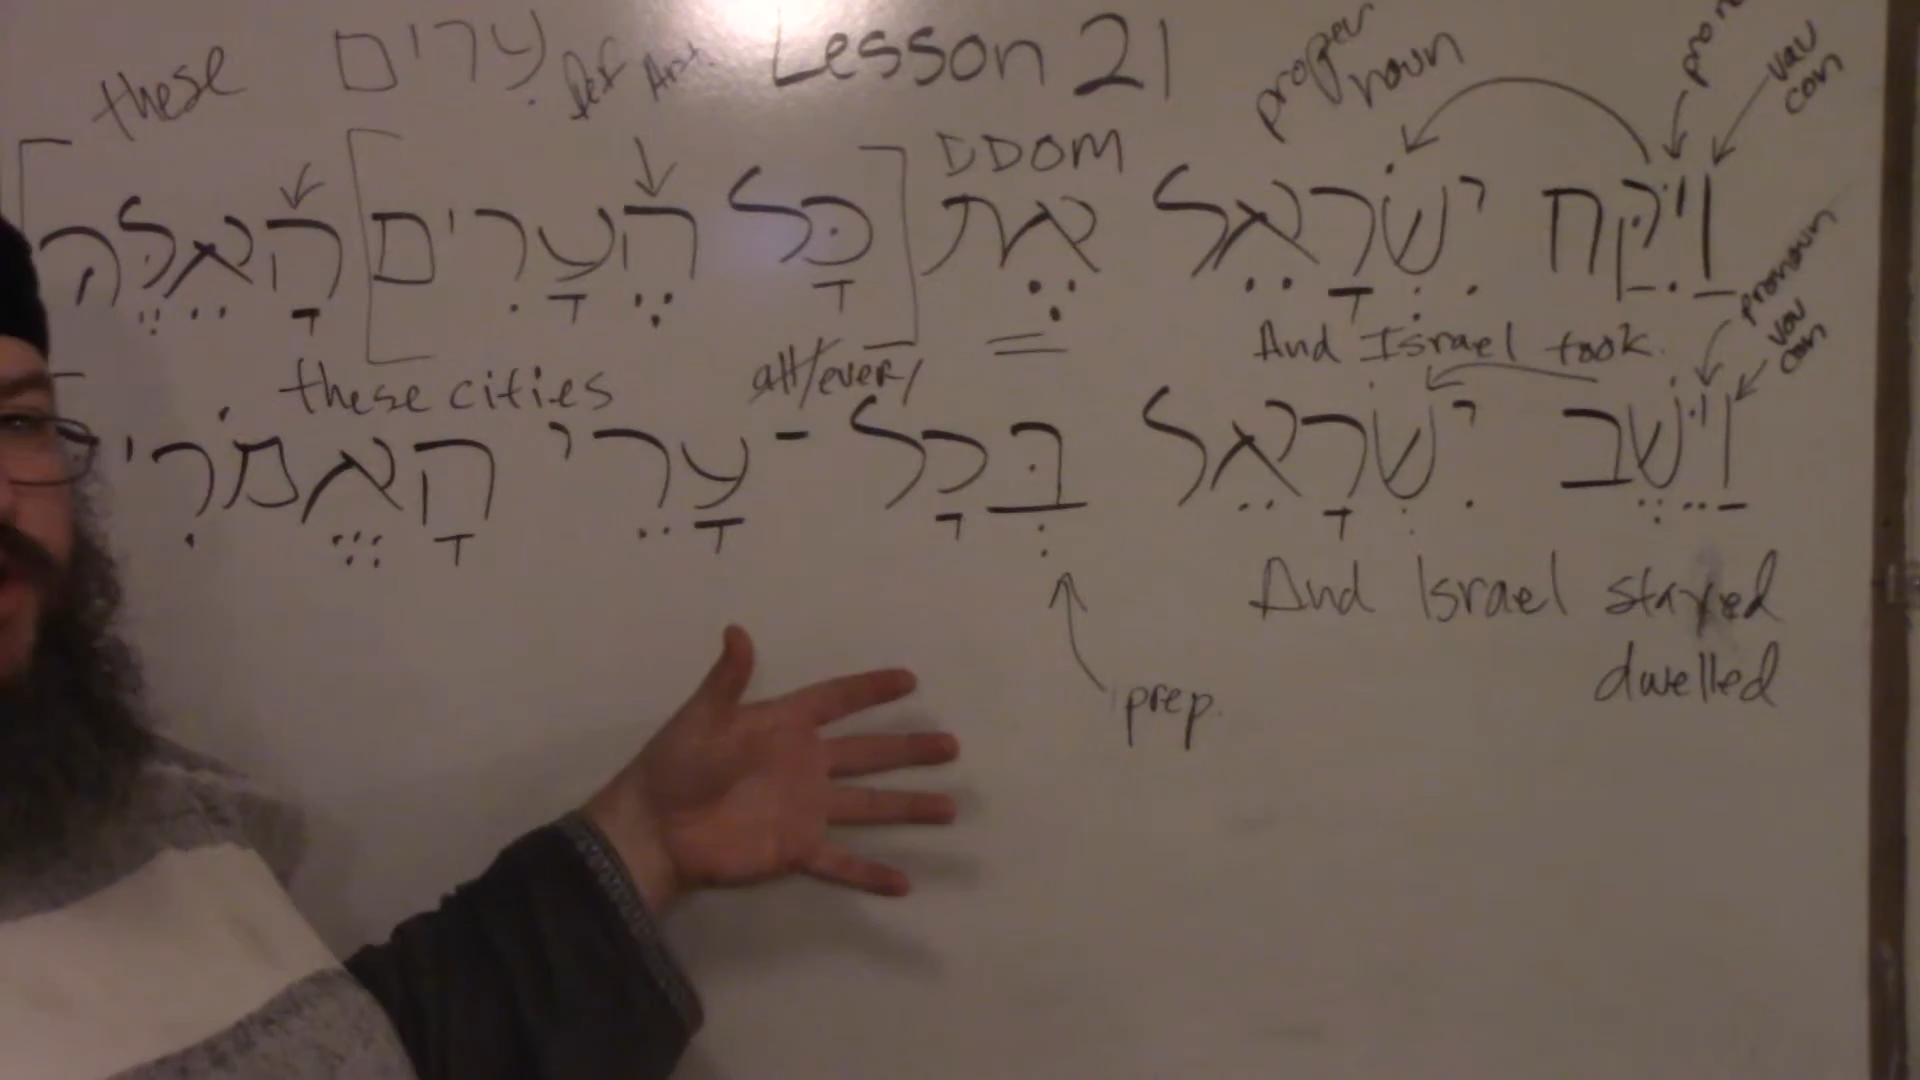 these עָרִים Def Art. Lesson 21
proper noun
vav con
DDOM
וַיִּקַּח יִשְׂרָאֵל אֵת כָּל הֶעָרִים הָאֵלֶּה
And Israel took.
all/every
these cities
pronoun
vav con
וַיֵּשֶׁב יִשְׂרָאֵל בְּכָל־עָרֵי הָאֱמֹרִי
And Israel stayed
dwelled
prep.